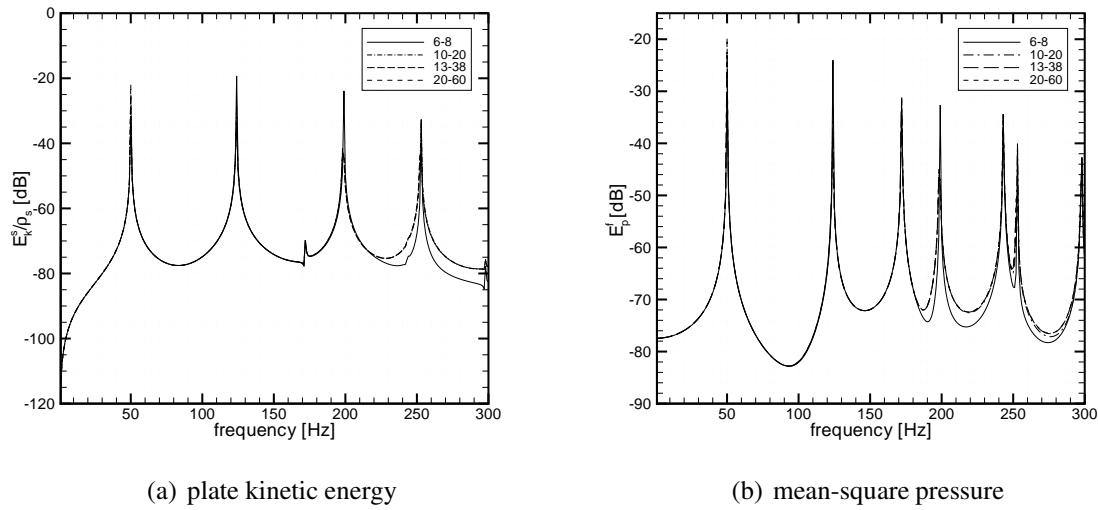 0
-20
-40
-60
-80
-100
-120
50 100 150 200 250 300
frequency [Hz]
E_k^s/ρ_s [dB]
6-8
10-20
13-38
20-60
(a) plate kinetic energy
-20
-30
-40
-50
-60
-70
-80
-90
50 100 150 200 250 300
frequency [Hz]
E_p^f [dB]
6-8
10-20
13-38
20-60
(b) mean-square pressure